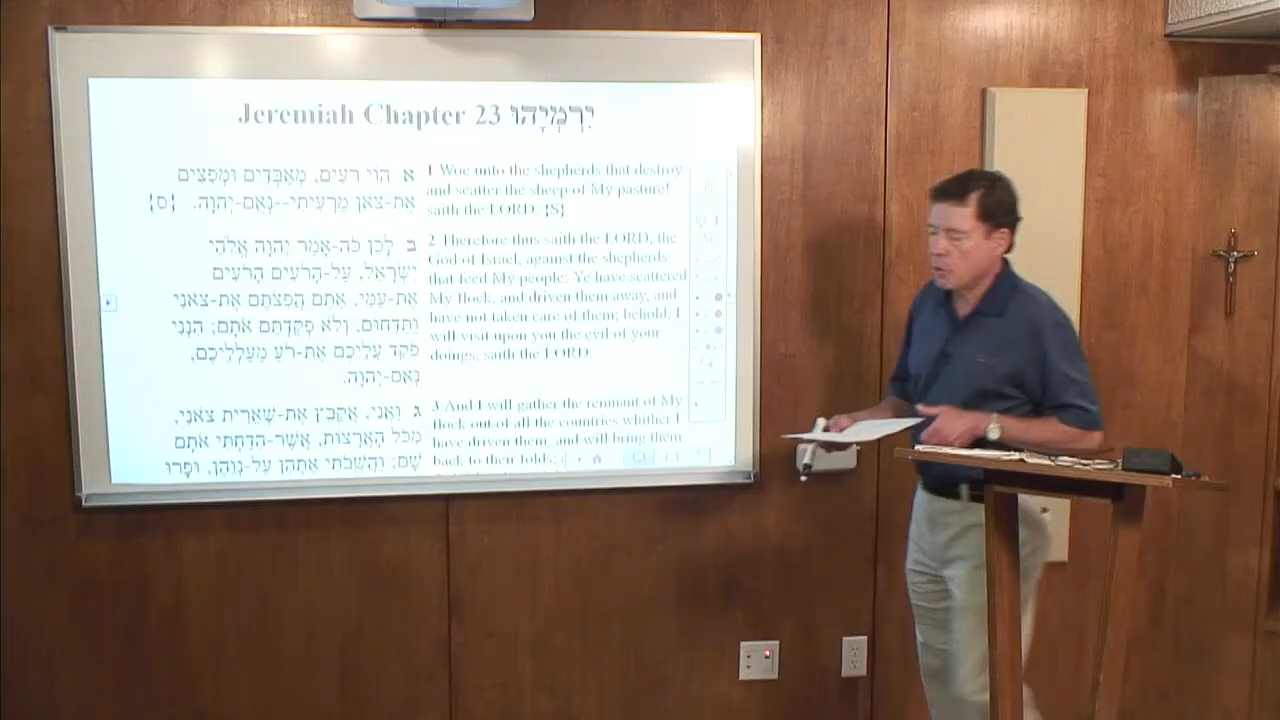 Jeremiah Chapter 23 יִרְמְיָהוּ
א הוֹי רֹעִים, מְאַבְּדִים וּמְפִצִים
אֶת-צֹאן מַרְעִיתִי--נְאֻם-יְהוָה. {ס}
1 Woe unto the shepherds that destroy
and scatter the sheep of My pasture!
saith the LORD. {S}
ב לָכֵן כֹּה-אָמַר יְהוָה אֱלֹהֵי
יִשְׂרָאֵל, עַל-הָרֹעִים הָרֹעִים
אֶת-עַמִּי, אַתֶּם הֲפִצֹתֶם אֶת-צֹאנִי
וַתַּדִּחוּם, וְלֹא פְקַדְתֶּם אֹתָם; הִנְנִי
פֹקֵד עֲלֵיכֶם אֶת-רֹעַ מַעַלְלֵיכֶם,
נְאֻם-יְהוָה.
2 Therefore thus saith the LORD, the
God of Israel, against the shepherds
that feed My people: Ye have scattered
My flock, and driven them away, and
have not taken care of them; behold, I
will visit upon you the evil of your
doings, saith the LORD.
ג וַאֲנִי, אֲקַבֵּץ אֶת-שְׁאֵרִית צֹאנִי,
מִכֹּל הָאֲרָצוֹת, אֲשֶׁר-הִדַּחְתִּי אֹתָם
שָׁם; וַהֲשִׁבֹתִי אֶתְהֶן עַל-נְוֵהֶן, וּפָרוּ
3 And I will gather the remnant of My
flock out of all the countries whither I
have driven them, and will bring them
back to their folds;